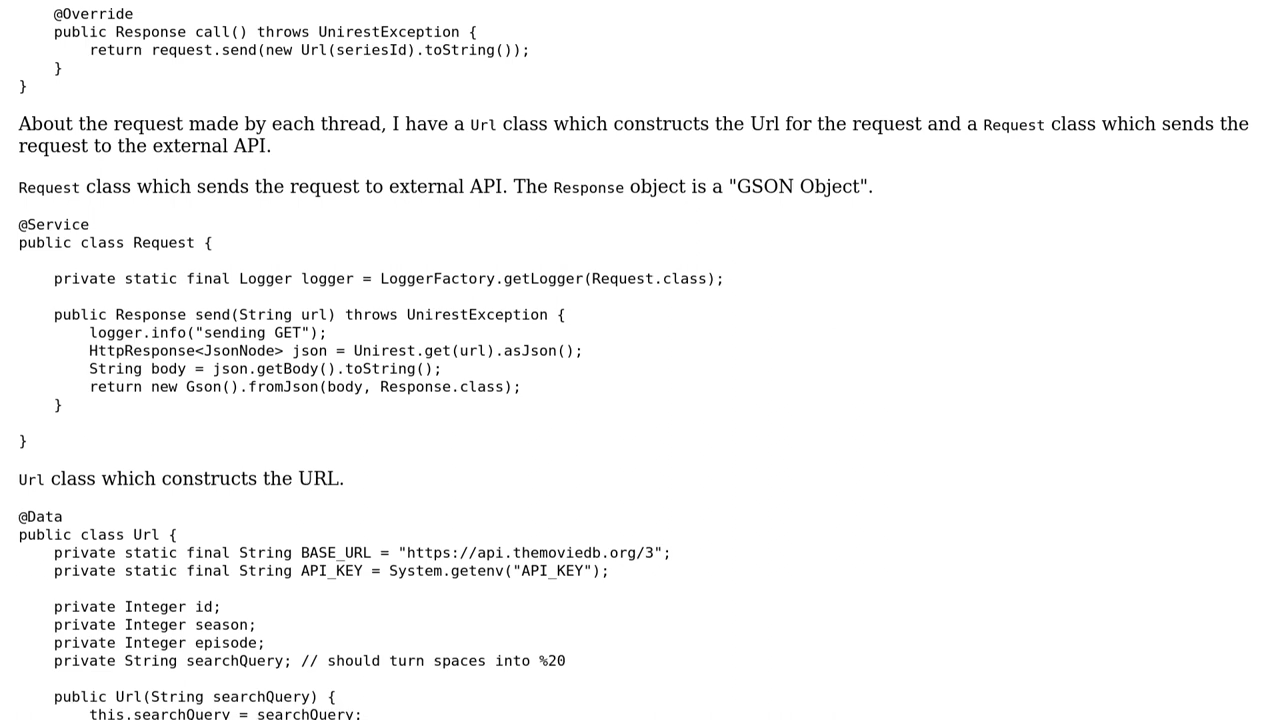 @Override
    public Response call() throws UnirestException {
        return request.send(new Url(seriesId).toString());
    }
}
About the request made by each thread, I have a Url class which constructs the Url for the request and a Request class which sends the
request to the external API.
Request class which sends the request to external API. The Response object is a "GSON Object".
@Service
public class Request {
    private static final Logger logger = LoggerFactory.getLogger(Request.class);
    public Response send(String url) throws UnirestException {
        logger.info("sending GET");
        HttpResponse<JsonNode> json = Unirest.get(url).asJson();
        String body = json.getBody().toString();
        return new Gson().fromJson(body, Response.class);
    }
}
Url class which constructs the URL.
@Data
public class Url {
    private static final String BASE_URL = "https://api.themoviedb.org/3";
    private static final String API_KEY = System.getenv("API_KEY");
    private Integer id;
    private Integer season;
    private Integer episode;
    private String searchQuery; // should turn spaces into %20
    public Url(String searchQuery) {
        this.searchQuery = searchQuery;